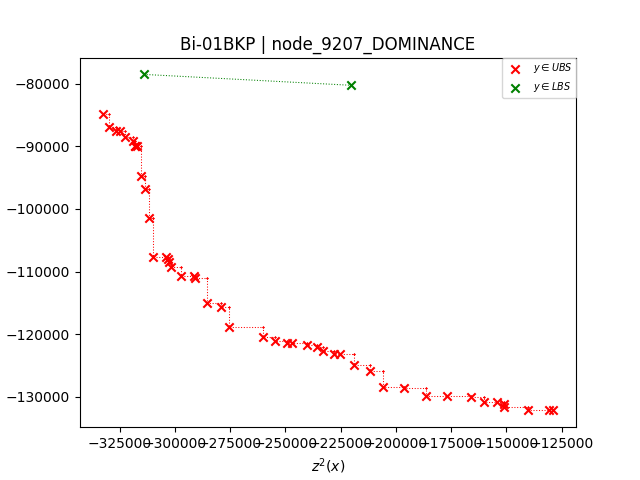 Bi-01BKP | node_9207_DOMINANCE
y ∈ UBS
y ∈ LBS
−80000
−90000
−100000
−110000
−120000
−130000
−325000 −300000 −275000 −250000 −225000 −200000 −175000 −150000 −125000
z²(x)